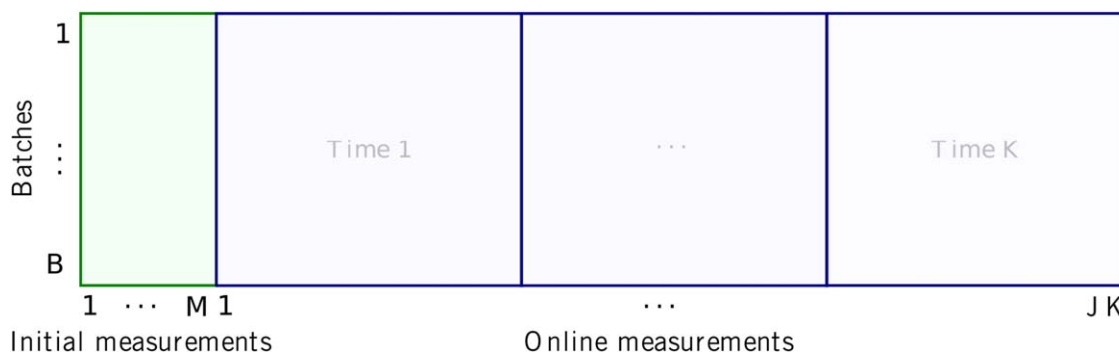 1
Time 1 ... Time K
Batches
...
B
1 ... M 1 ... J K
Initial measurements Online measurements